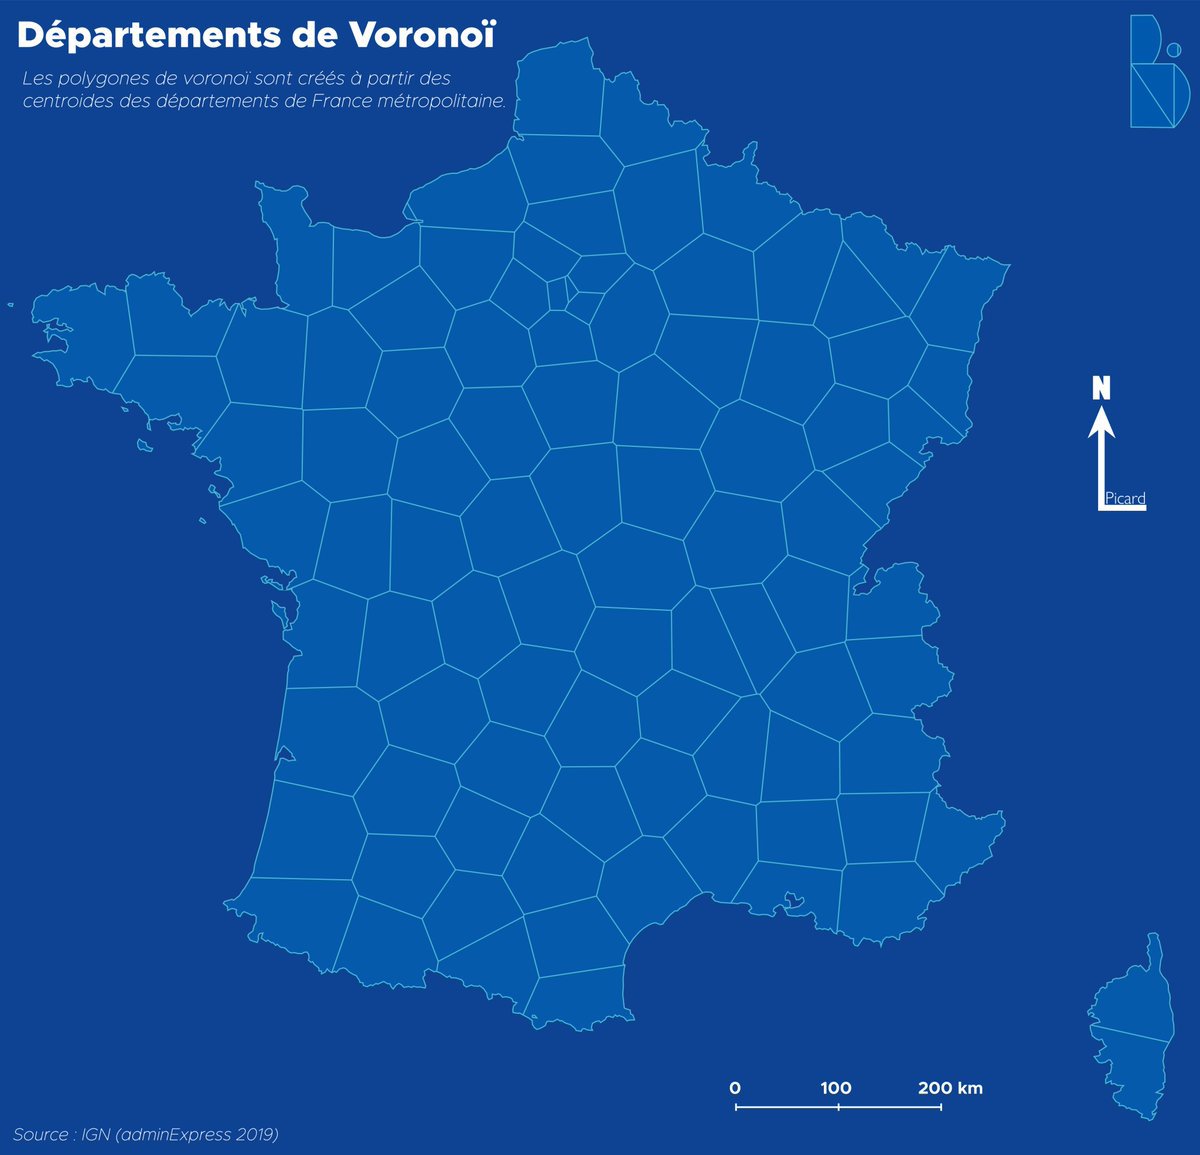 Départements de Voronoï
Les polygones de voronoï sont créés à partir des
centroides des départements de France métropolitaine.
B.
N
Picard
0 100 200 km
Source : IGN (adminExpress 2019)